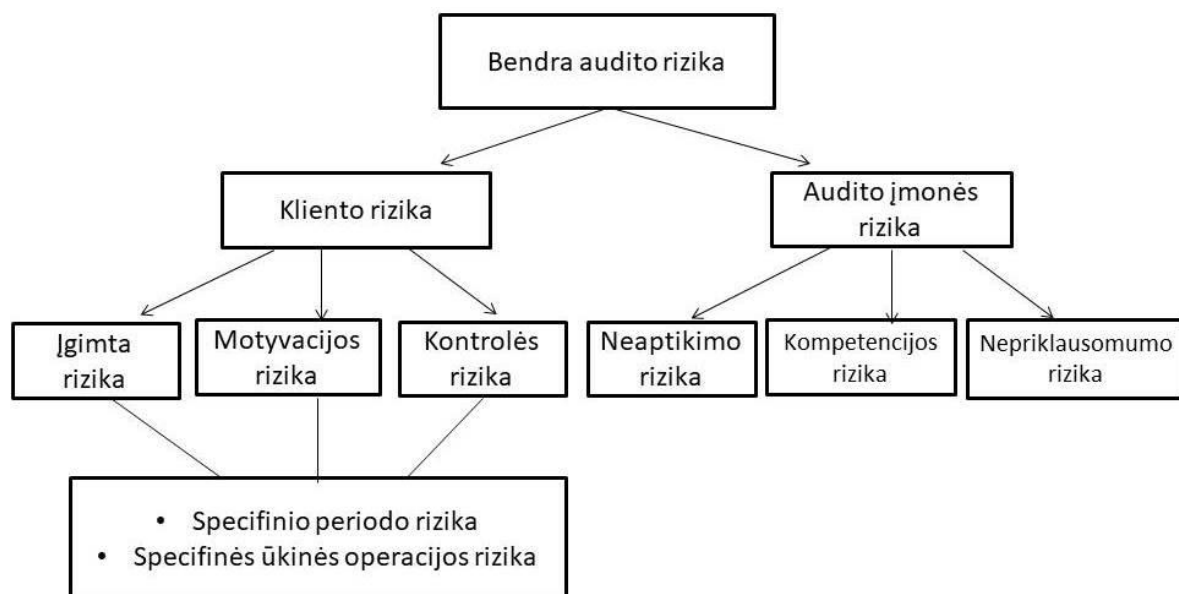 Bendra audito rizika
Kliento rizika
Audito įmonės
rizika
Įgimta
rizika
Motyvacijos
rizika
Kontrolės
rizika
Neaptikimo
rizika
Kompetencijos
rizika
Nepriklausomumo
rizika
• Specifinio periodo rizika
• Specifinės ūkinės operacijos rizika